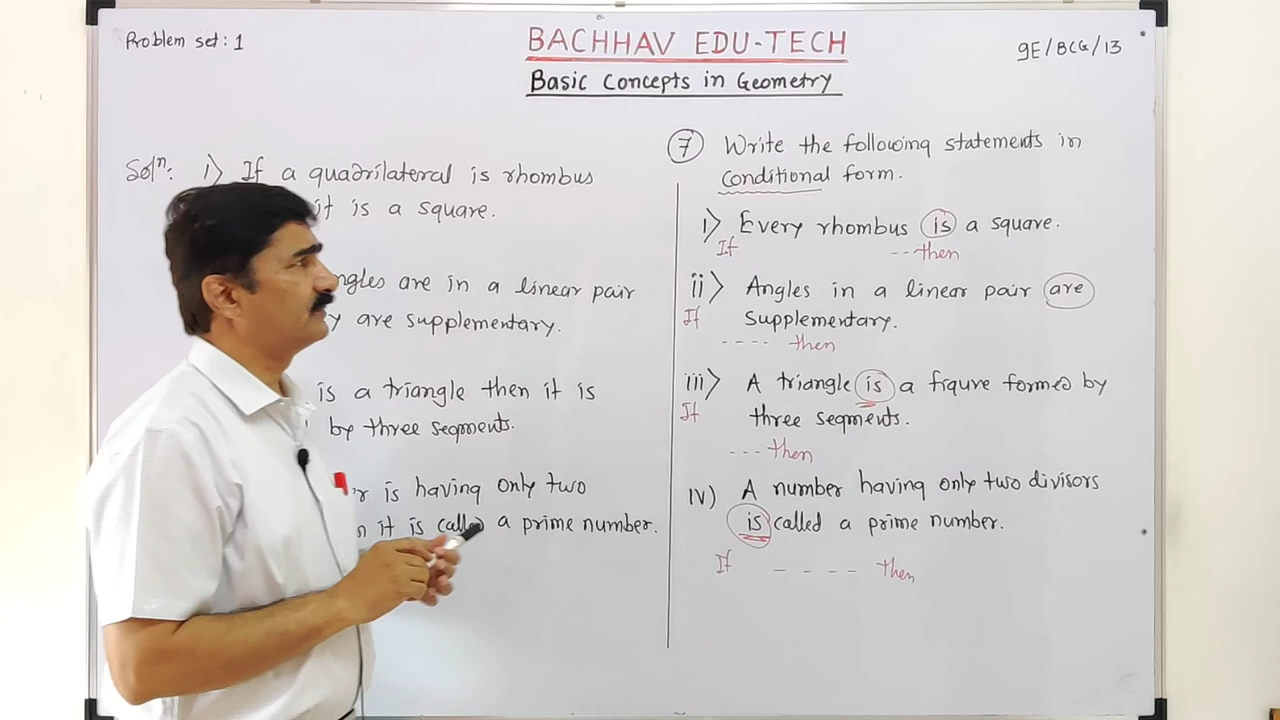 Problem set: 1
BACHHAV EDU-TECH
9E/BCG/13
Basic Concepts in Geometry
Solⁿ: i) If a quadrilateral is rhombus
it is a square.
angles are in a linear pair
are supplementary.
is a triangle then it is
by three segments.
is having only two
it is called a prime number.
7 Write the following statements in
conditional form.
i) Every rhombus is a square.
If ---then
ii) Angles in a linear pair are
If supplementary.
---- then
iii) A triangle is a figure formed by
If three segments.
---then
iv) A number having only two divisors
is called a prime number.
If ---- then